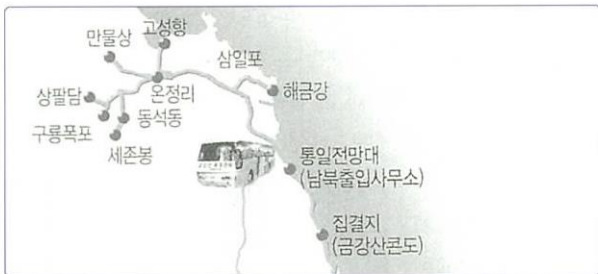 고성항
만물상
삼일포
온정리
해금강
상팔담
동석동
구룡폭포
세존봉
통일전망대
(남북출입사무소)
집결지
(금강산콘도)